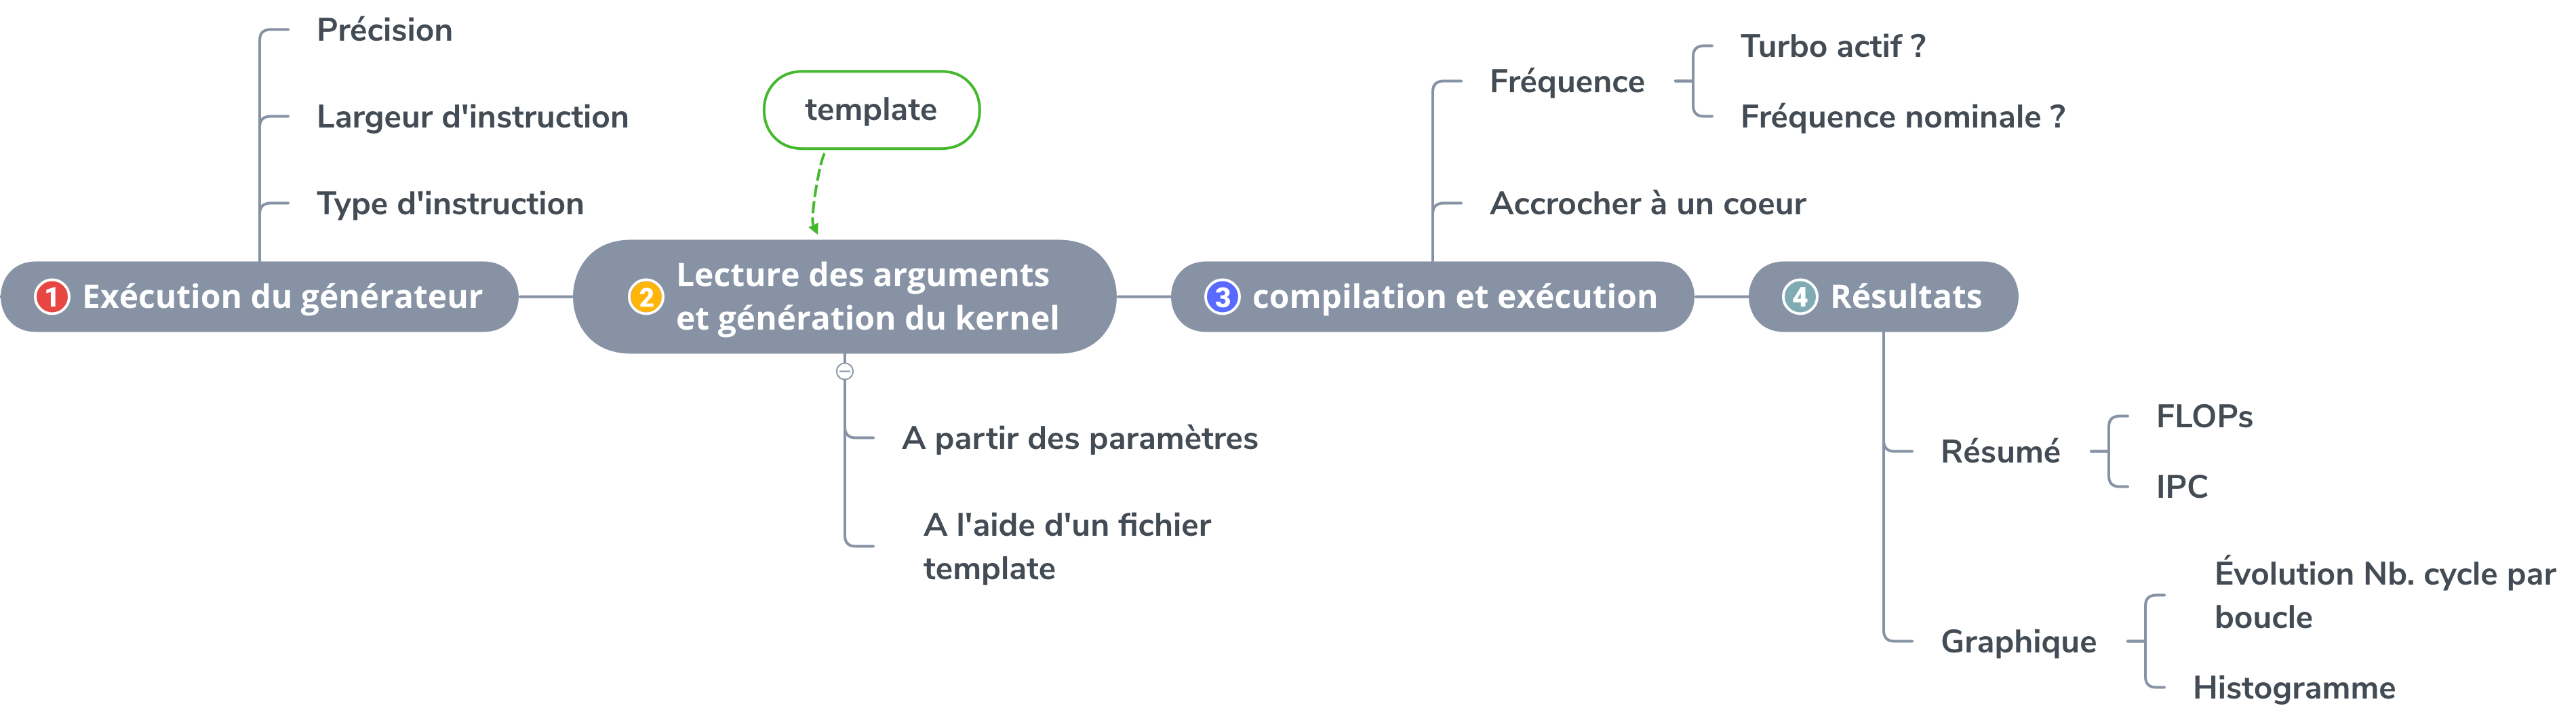 Précision
Largeur d'instruction
Type d'instruction
1 Exécution du générateur
template
2 Lecture des arguments
et génération du kernel
A partir des paramètres
A l'aide d'un fichier
template
Fréquence
Turbo actif ?
Fréquence nominale ?
Accrocher à un coeur
3 compilation et exécution
4 Résultats
Résumé
FLOPs
IPC
Graphique
Évolution Nb. cycle par
boucle
Histogramme